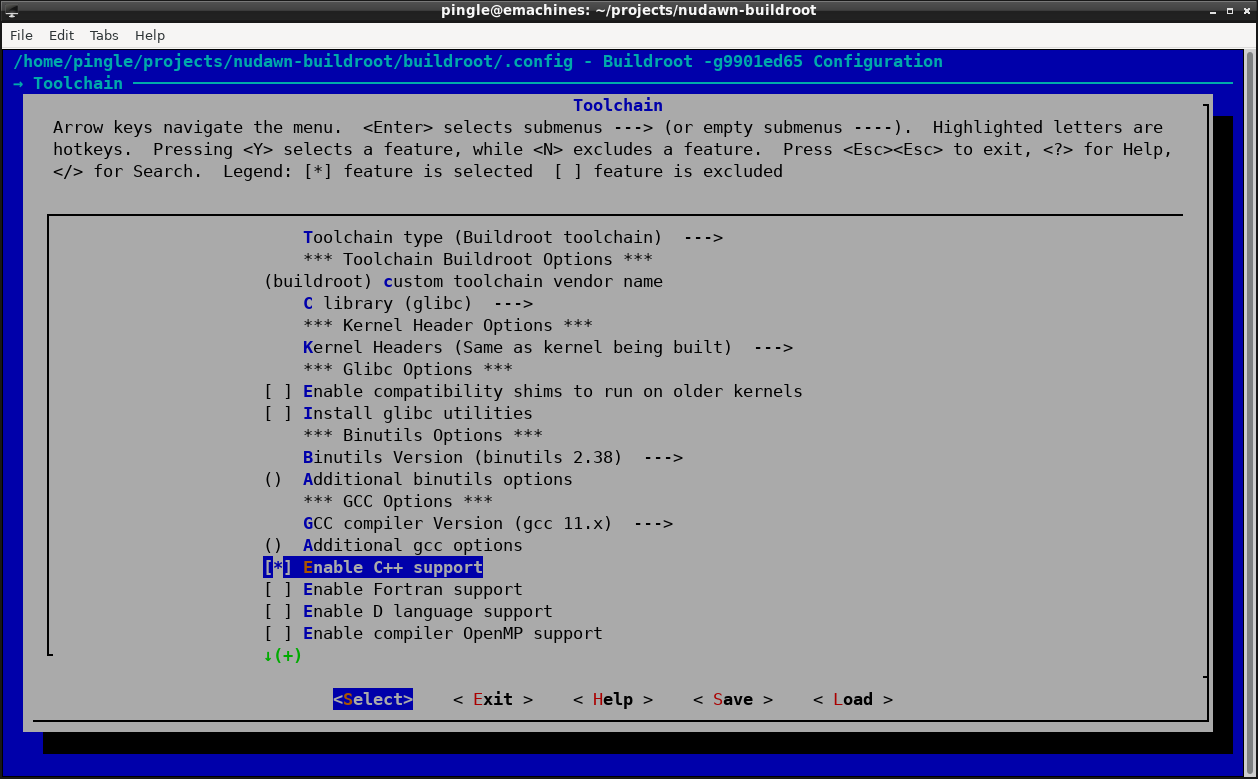 pingle@emachines: ~/projects/nudawn-buildroot
File Edit Tabs Help
/home/pingle/projects/nudawn-buildroot/buildroot/.config - Buildroot -g9901ed65 Configuration
→ Toolchain
Toolchain
Arrow keys navigate the menu.  <Enter> selects submenus ---> (or empty submenus ----).  Highlighted letters are
hotkeys.  Pressing <Y> selects a feature, while <N> excludes a feature.  Press <Esc><Esc> to exit, <?> for Help,
</> for Search.  Legend: [*] feature is selected  [ ] feature is excluded
Toolchain type (Buildroot toolchain)  --->
*** Toolchain Buildroot Options ***
(buildroot) custom toolchain vendor name
C library (glibc)  --->
*** Kernel Header Options ***
Kernel Headers (Same as kernel being built)  --->
*** Glibc Options ***
[ ] Enable compatibility shims to run on older kernels
[ ] Install glibc utilities
*** Binutils Options ***
Binutils Version (binutils 2.38)  --->
()  Additional binutils options
*** GCC Options ***
GCC compiler Version (gcc 11.x)  --->
()  Additional gcc options
[*] Enable C++ support
[ ] Enable Fortran support
[ ] Enable D language support
[ ] Enable compiler OpenMP support
↓(+)
<Select>    < Exit >    < Help >    < Save >    < Load >